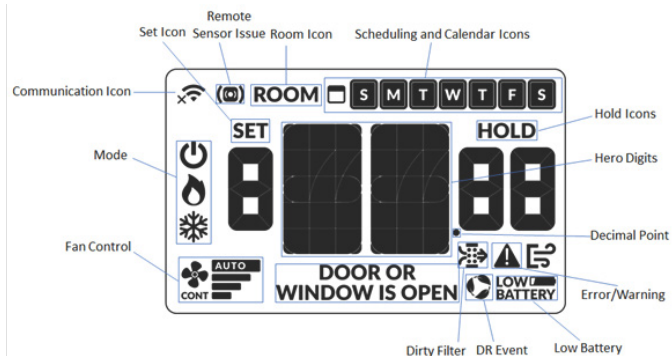 Remote
Sensor Issue
Set Icon
Room Icon
Scheduling and Calendar Icons
Communication Icon
ROOM
S M T W T F S
SET
HOLD
Hold Icons
Mode
8
88
Hero Digits
Decimal Point
Fan Control
AUTO
CONT
DOOR OR
WINDOW IS OPEN
LOW
BATTERY
Error/Warning
Dirty Filter
DR Event
Low Battery